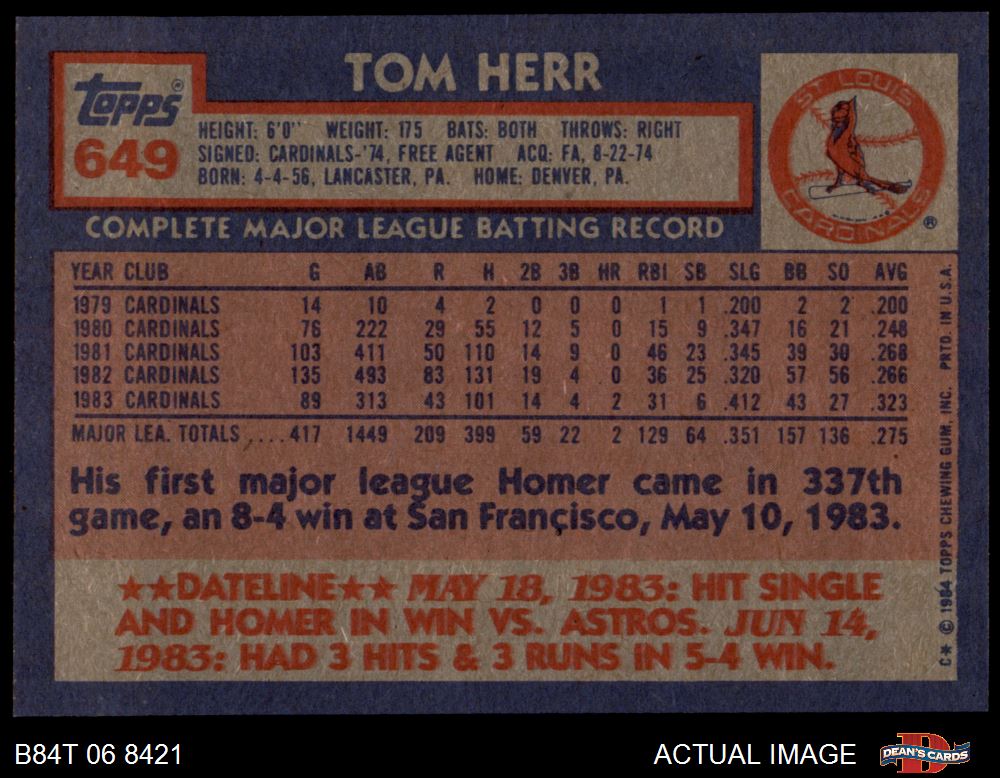 TOM HERR
Topps®
649
HEIGHT: 6'0" WEIGHT: 175 BATS: BOTH THROWS: RIGHT
SIGNED: CARDINALS-'74, FREE AGENT ACQ: FA, 8-22-74
BORN: 4-4-56, LANCASTER, PA. HOME: DENVER, PA.
ST. LOUIS
CARDINALS
®
COMPLETE MAJOR LEAGUE BATTING RECORD
YEAR CLUB G AB R H 2B 3B HR RBI SB SLG BB SO AVG
1979 CARDINALS 14 10 4 2 0 0 0 1 1 .200 2 2 .200
1980 CARDINALS 76 222 29 55 12 5 0 15 9 .347 16 21 .248
1981 CARDINALS 103 411 50 110 14 9 0 46 23 .345 39 30 .268
1982 CARDINALS 135 493 83 131 19 4 0 36 25 .320 57 56 .266
1983 CARDINALS 89 313 43 101 14 4 2 31 6 .412 43 27 .323
MAJOR LEA. TOTALS ....417 1449 209 399 59 22 2 129 64 .351 157 136 .275
His first major league Homer came in 337th
game, an 8-4 win at San Francisco, May 10, 1983.
★★DATELINE★★ MAY 18, 1983: HIT SINGLE
AND HOMER IN WIN VS. ASTROS. JUN 14,
1983: HAD 3 HITS & 3 RUNS IN 5-4 WIN.
C* © 1984 TOPPS CHEWING GUM, INC. PRTD. IN U.S.A.
B84T 06 8421
ACTUAL IMAGE
DEAN'S CARDS